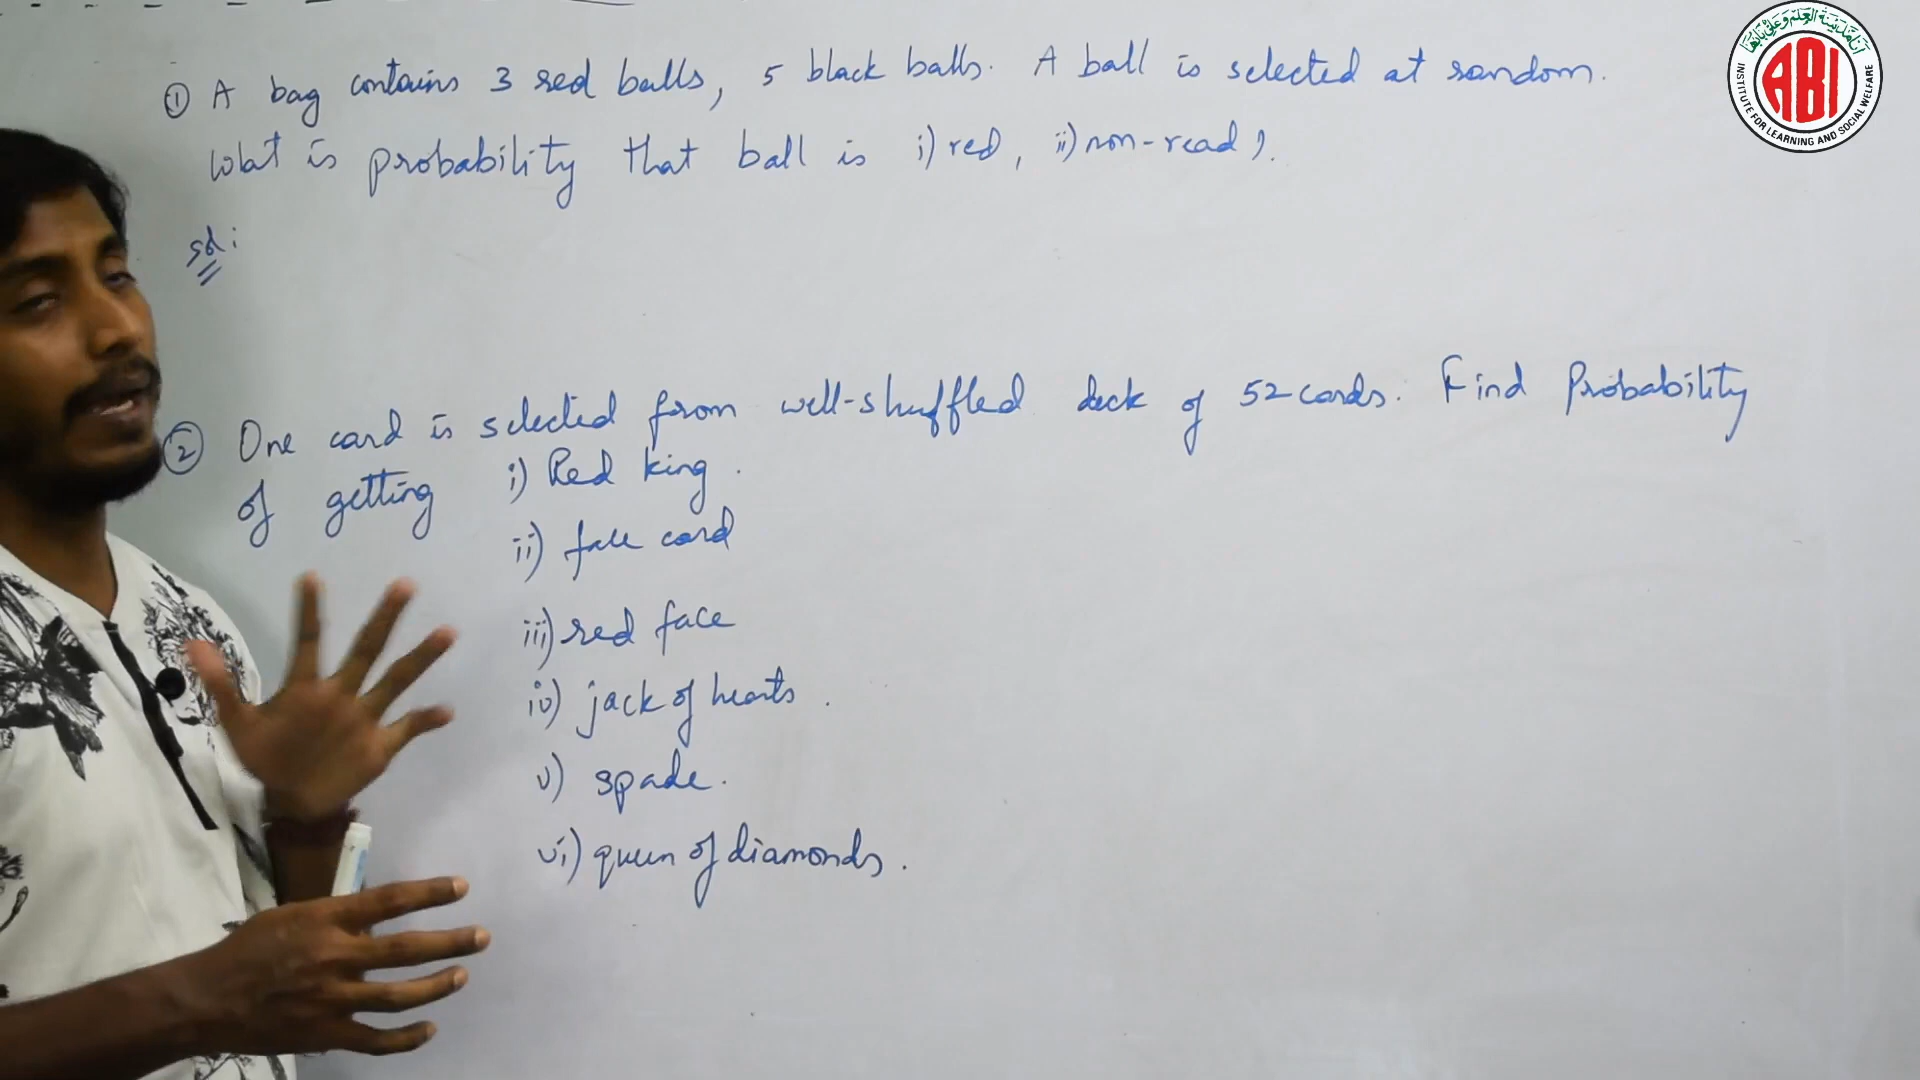 ① A bag contains 3 red balls, 5 black balls. A ball is selected at random.
What is probability that ball is i) red, ii) non-read ?.
Sol:
② One card is selected from well-shuffled deck of 52 cards. Find Probability
of getting i) Red king.
ii) face card
iii) red face
iv) jack of hearts.
v) spade.
vi) queen of diamonds.
ABI
INSTITUTE FOR LEARNING AND SOCIAL WELFARE